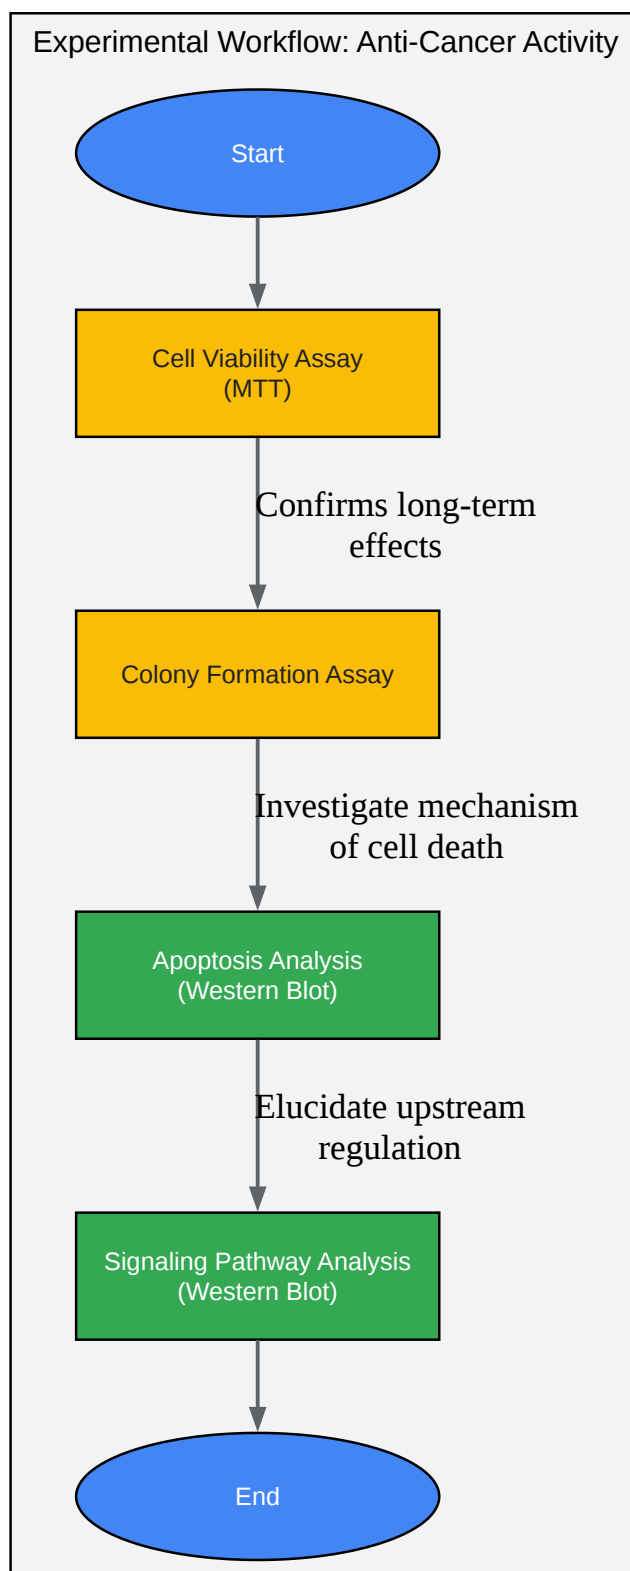 Experimental Workflow: Anti-Cancer Activity
Start
Cell Viability Assay
(MTT)
Confirms long-term
effects
Colony Formation Assay
Investigate mechanism
of cell death
Apoptosis Analysis
(Western Blot)
Elucidate upstream
regulation
Signaling Pathway Analysis
(Western Blot)
End